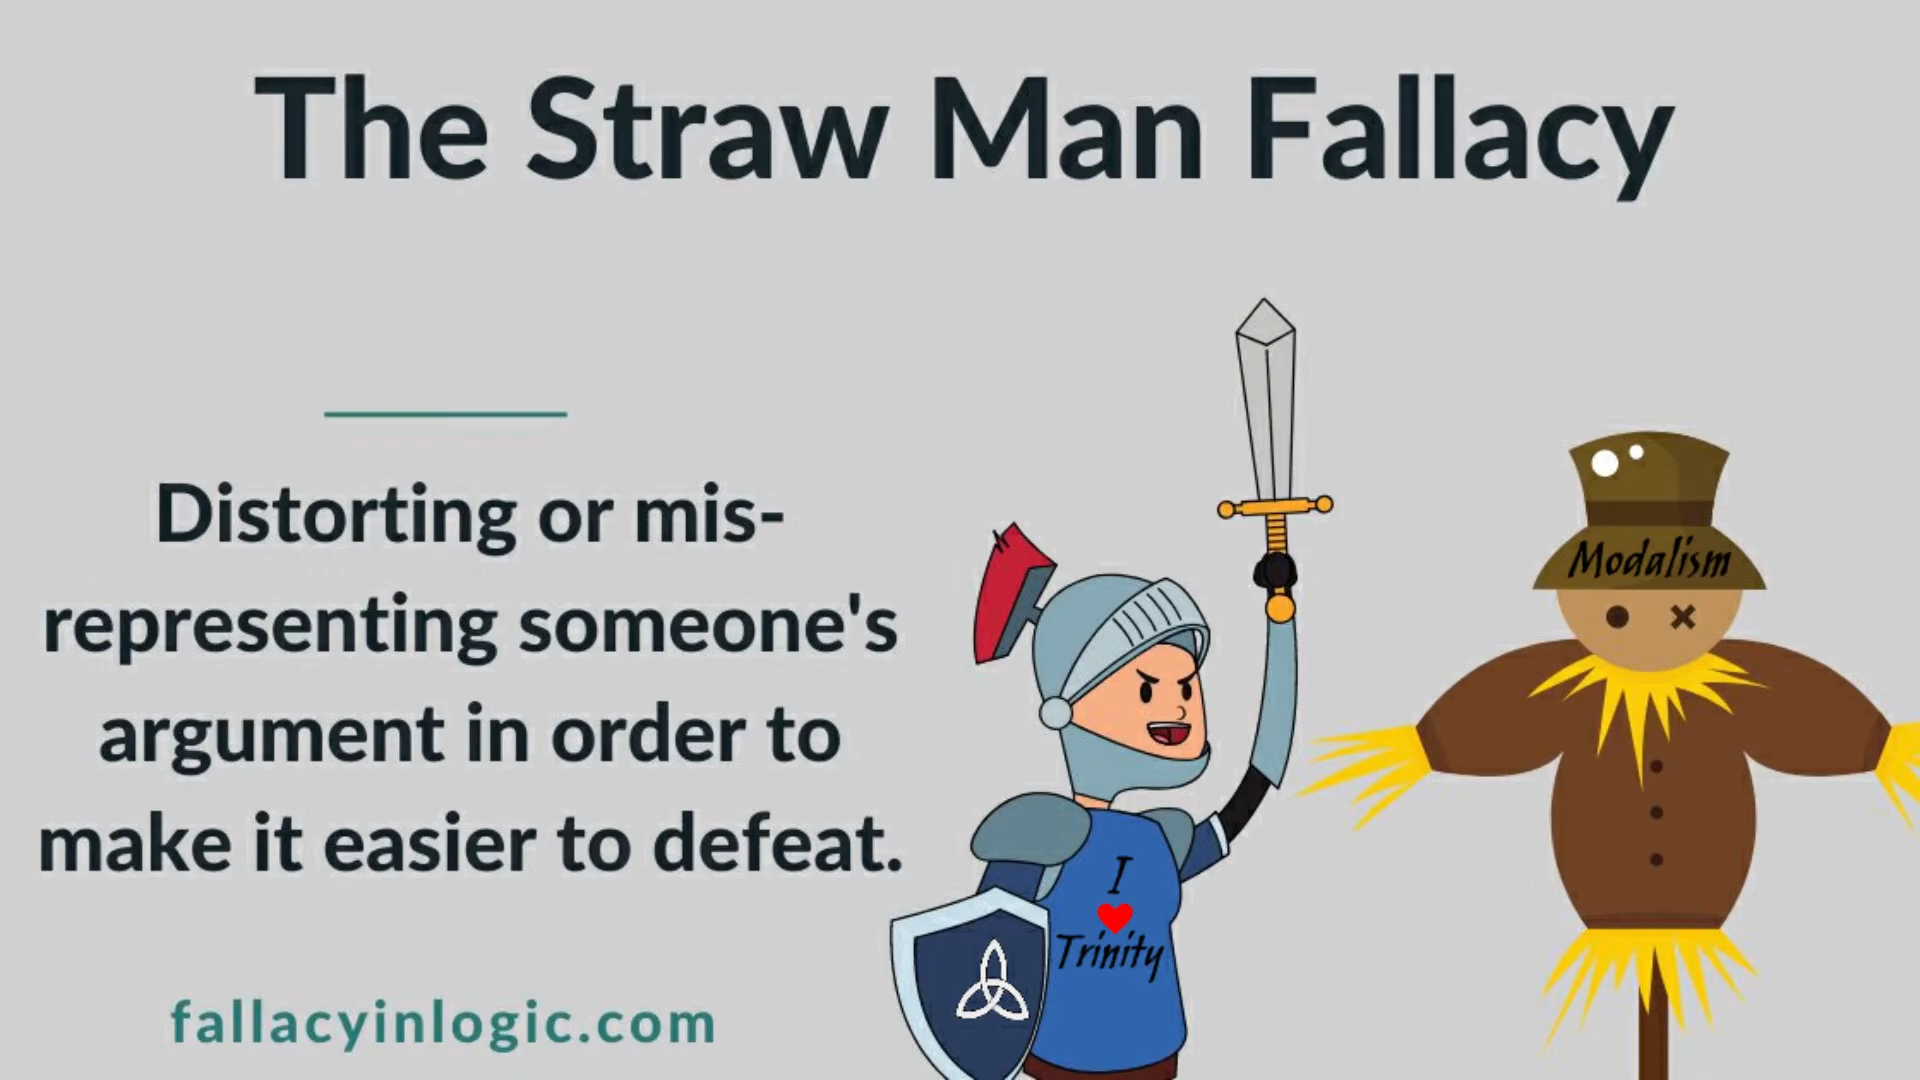 The Straw Man Fallacy
Distorting or mis-
representing someone's
argument in order to
make it easier to defeat.
fallacyinlogic.com
Modalism
I
Trinity